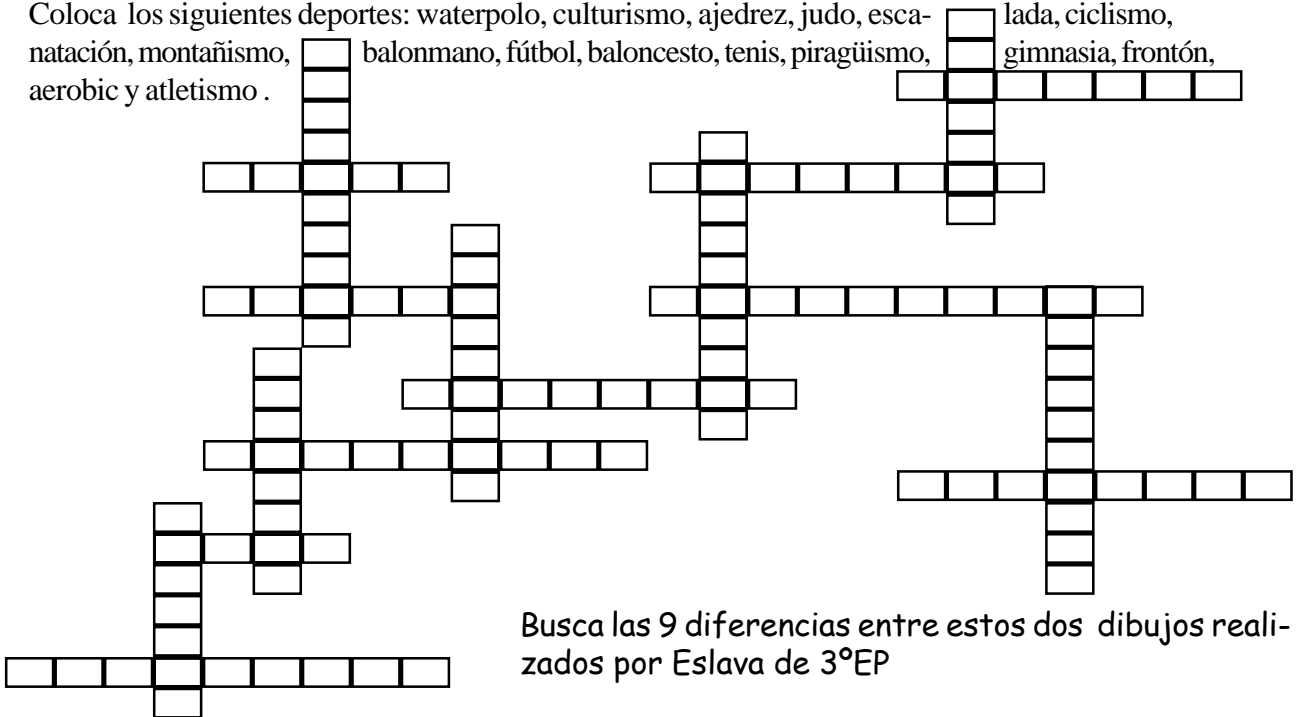 Coloca los siguientes deportes: waterpolo, culturismo, ajedrez, judo, esca- lada, ciclismo,
natación, montañismo, balonmano, fútbol, baloncesto, tenis, piragüismo, gimnasia, frontón,
aerobic y atletismo .
Busca las 9 diferencias entre estos dos dibujos reali-
zados por Eslava de 3ºEP